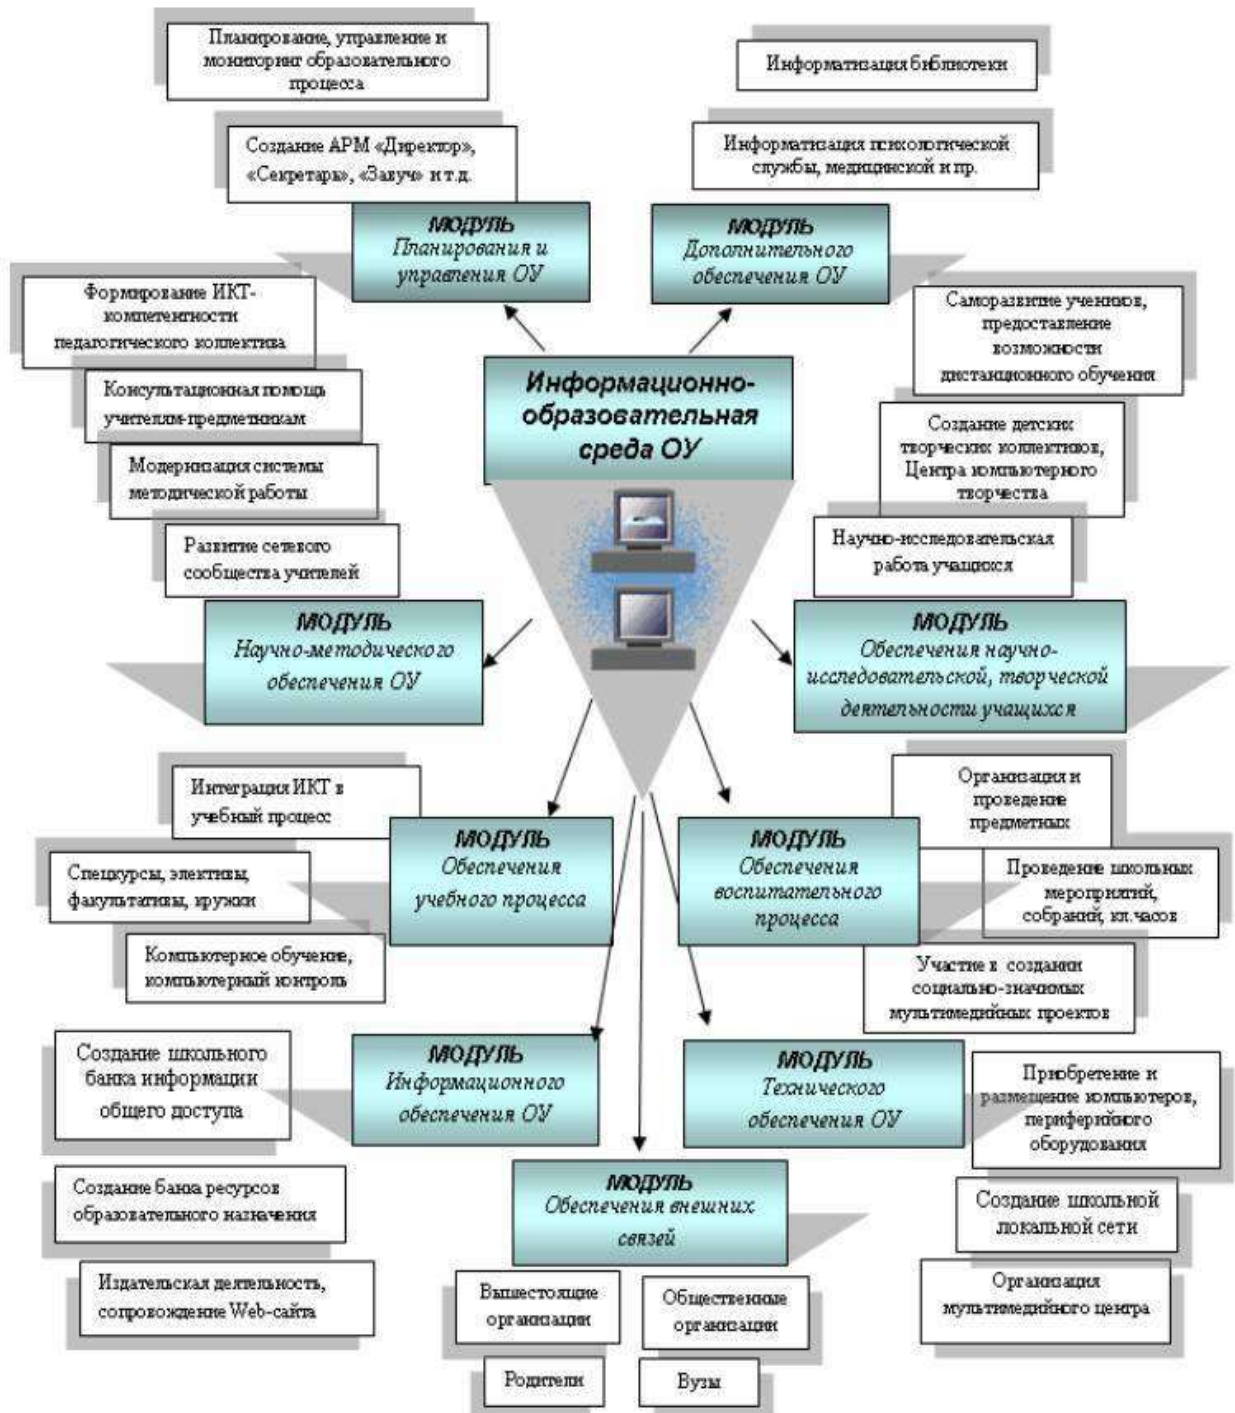 Планирование, управление и
мониторинг образовательного
процесса
Информатизация библиотеки
Создание АРМ «Директор»,
«Секретарь», «Завуч» и т.д.
Информатизация психологической
службы, медицинской и пр.
МОДУЛЬ
Планирования и
управления ОУ
МОДУЛЬ
Дополнительного
обеспечения ОУ
Формирование ИКТ-
компетентности
педагогического коллектива
Консультационная помощь
учителям-предметникам
Модернизация системы
методической работы
Развитие сетевого
сообщества учителей
Информационно-
образовательная
среда ОУ
Саморазвитие учеников,
предоставление
возможности
дистанционного обучения
Создание детских
творческих коллективов,
Центра компьютерного
творчества
Научно-исследовательская
работа учащихся
МОДУЛЬ
Научно-методического
обеспечения ОУ
МОДУЛЬ
Обеспечения научно-
исследовательской, творческой
деятельности учащихся
Интеграция ИКТ в
учебный процесс
Спецкурсы, элективы,
факультативы, кружки
Компьютерное обучение,
компьютерный контроль
МОДУЛЬ
Обеспечения
учебного процесса
МОДУЛЬ
Обеспечения
воспитательного
процесса
Организация и
проведение
предметных
Проведение школьных
мероприятий,
собраний, кл.часов
Участие в создании
социально-значимых
мультимедийных проектов
Создание школьного
банка информации
общего доступа
МОДУЛЬ
Информационного
обеспечения ОУ
МОДУЛЬ
Технического
обеспечения ОУ
Приобретение и
размещение компьютеров,
периферийного
оборудования
Создание банка ресурсов
образовательного назначения
МОДУЛЬ
Обеспечения внешних
связей
Создание школьной
локальной сети
Издательская деятельность,
сопровождение Web-сайта
Вышестоящие
организации
Общественные
организации
Организация
мультимедийного центра
Родители
Вузы